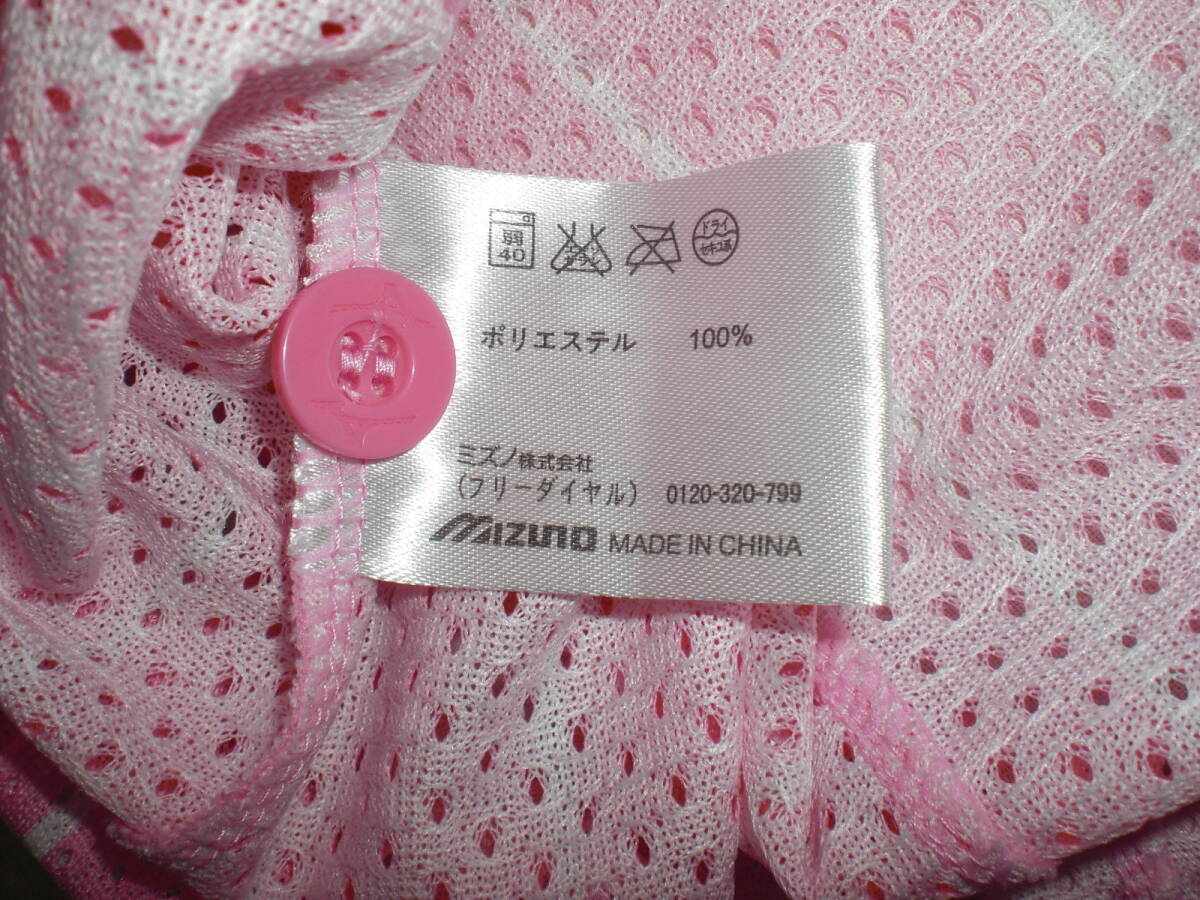 弱 40 ドライ セキユ系
ポリエステル 100%
ミズノ株式会社
(フリーダイヤル) 0120-320-799
MIZUNO MADE IN CHINA